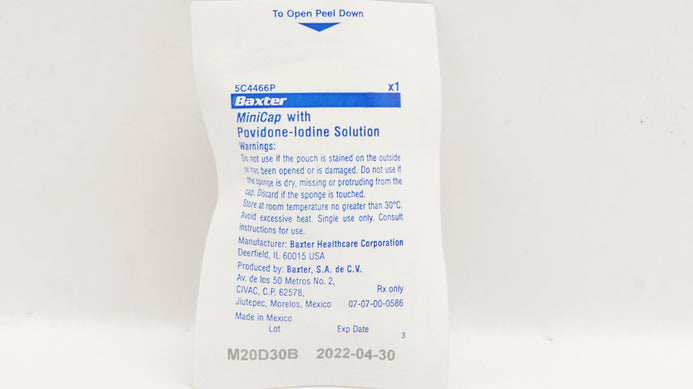 To Open Peel Down
5C4466P x1
Baxter
MiniCap with
Povidone-Iodine Solution
Warnings:
Do not use if the pouch is stained on the outside
or has been opened or is damaged. Do not use if
the sponge is dry, missing or protruding from the
cap. Discard if the sponge is touched.
Store at room temperature no greater than 30°C.
Avoid excessive heat. Single use only. Consult
instructions for use.
Manufacturer: Baxter Healthcare Corporation
Deerfield, IL 60015 USA
Produced by: Baxter, S.A. de C.V.
Av. de los 50 Metros No. 2,
CIVAC, C.P. 62578, Rx only
Jiutepec, Morelos, Mexico 07-07-00-0586
Made in Mexico
Lot Exp Date
3
M20D30B 2022-04-30